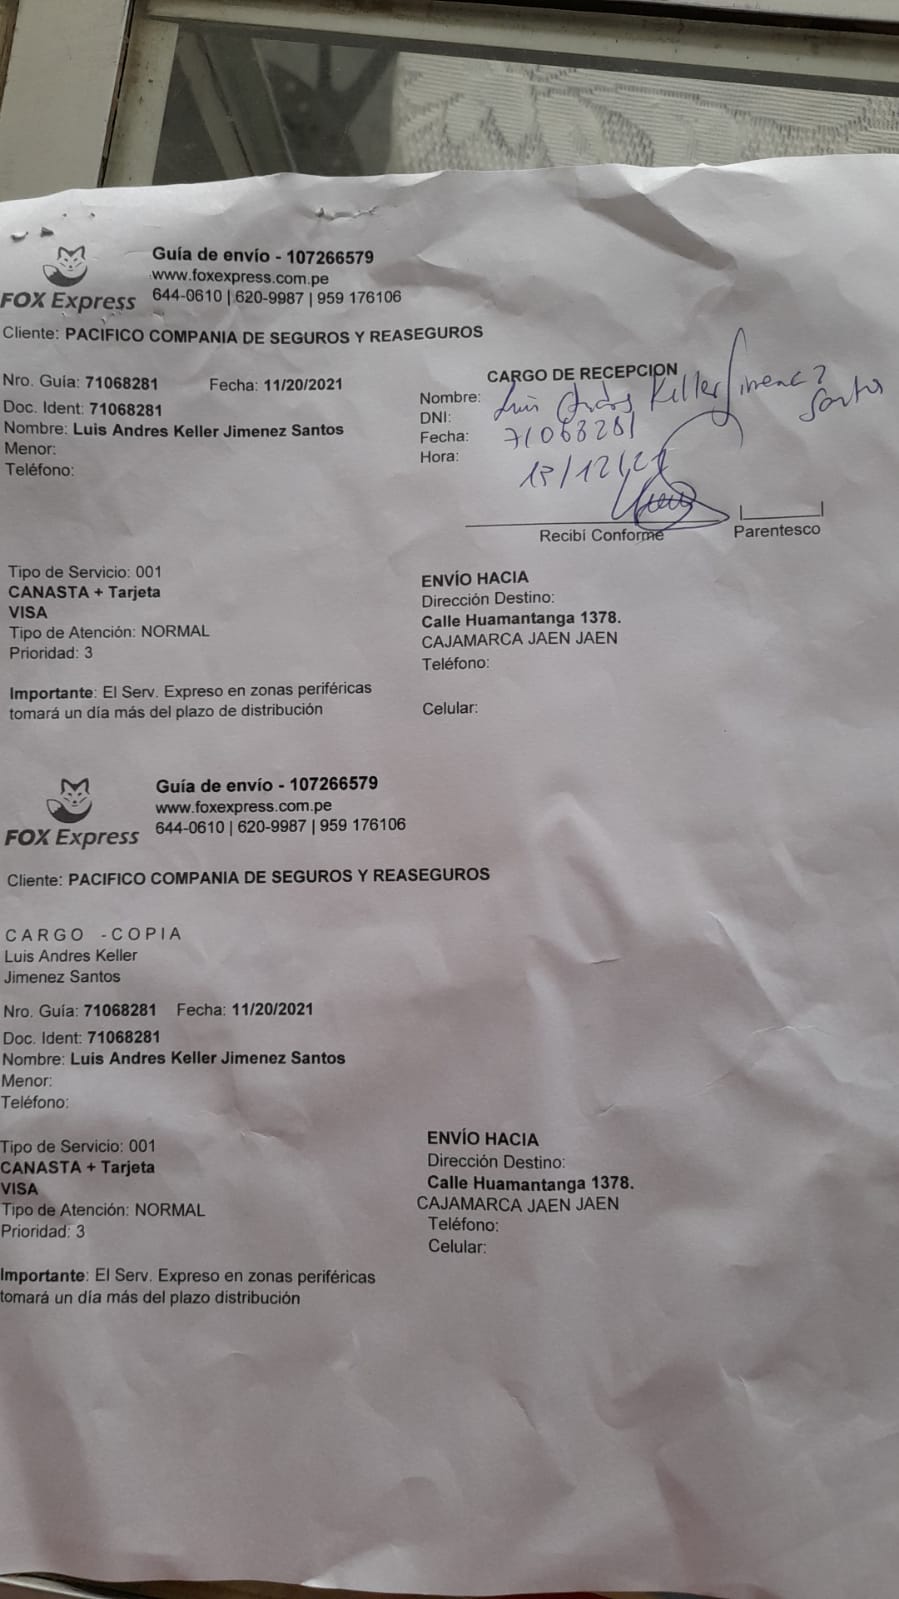 Guía de envío - 107266579
www.foxexpress.com.pe
FOX Express
644-0610 | 620-9987 | 959 176106
Cliente: PACIFICO COMPANIA DE SEGUROS Y REASEGUROS
Nro. Guía: 71068281 Fecha: 11/20/2021
Doc. Ident: 71068281
Nombre: Luis Andres Keller Jimenez Santos
Menor:
Teléfono:
CARGO DE RECEPCION
Nombre: Luis Andrés Keller Jimenez Santos
DNI: 71068281
Fecha: 13/12/21
Hora:
Recibí Conforme
Parentesco
Tipo de Servicio: 001
CANASTA + Tarjeta
VISA
Tipo de Atención: NORMAL
Prioridad: 3
Importante: El Serv. Expreso en zonas periféricas
tomará un día más del plazo de distribución
ENVÍO HACIA
Dirección Destino:
Calle Huamantanga 1378.
CAJAMARCA JAEN JAEN
Teléfono:
Celular:
Guía de envío - 107266579
www.foxexpress.com.pe
FOX Express
644-0610 | 620-9987 | 959 176106
Cliente: PACIFICO COMPANIA DE SEGUROS Y REASEGUROS
CARGO -COPIA
Luis Andres Keller
Jimenez Santos
Nro. Guía: 71068281 Fecha: 11/20/2021
Doc. Ident: 71068281
Nombre: Luis Andres Keller Jimenez Santos
Menor:
Teléfono:
Tipo de Servicio: 001
CANASTA + Tarjeta
VISA
Tipo de Atención: NORMAL
Prioridad: 3
Importante: El Serv. Expreso en zonas periféricas
tomará un día más del plazo distribución
ENVÍO HACIA
Dirección Destino:
Calle Huamantanga 1378.
CAJAMARCA JAEN JAEN
Teléfono:
Celular: